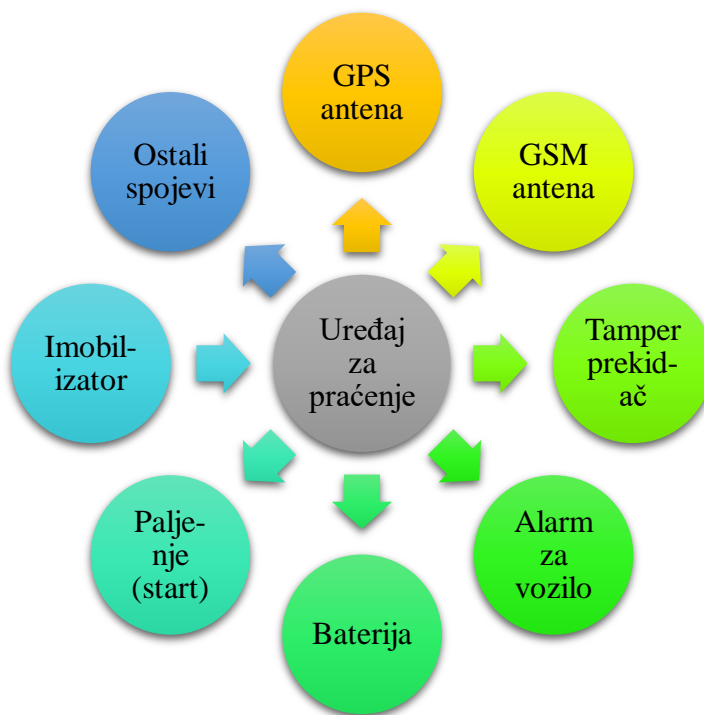 GPS
antena
GSM
antena
Tamper
prekid-
ač
Alarm
za
vozilo
Baterija
Palje-
nje
(start)
Imobil-
izator
Ostali
spojevi
Uređaj
za
praćenje